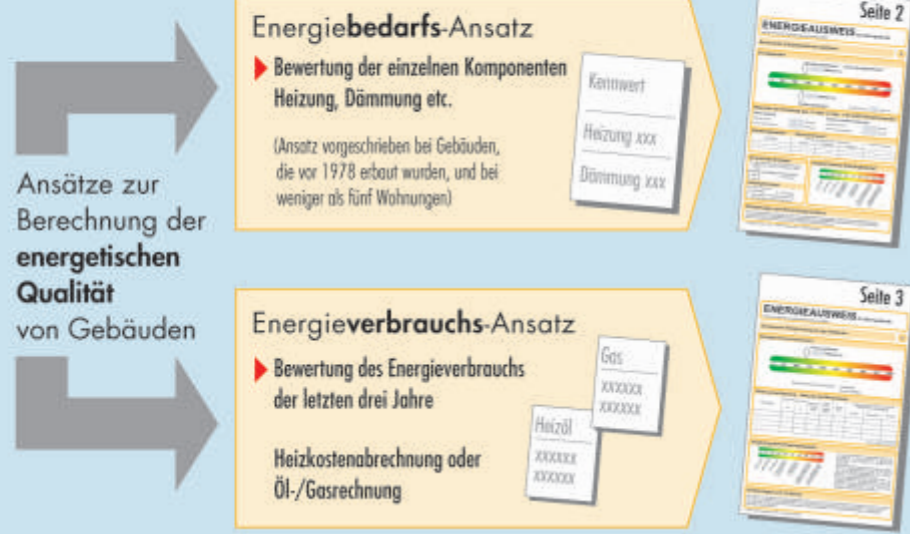 Ansätze zur
Berechnung der
energetischen
Qualität
von Gebäuden
Energiebedarfs-Ansatz
Bewertung der einzelnen Komponenten
Heizung, Dämmung etc.
(Ansatz vorgeschrieben bei Gebäuden,
die vor 1978 erbaut wurden, und bei
weniger als fünf Wohnungen)
Kennwert
Heizung xxx
Dämmung xxx
Seite 2
ENERGIEAUSWEIS
Energieverbrauchs-Ansatz
Bewertung des Energieverbrauchs
der letzten drei Jahre
Heizkostenabrechnung oder
Öl-/Gasrechnung
Gas
xxxxxx
xxxxxx
Heizöl
xxxxxx
xxxxxx
Seite 3
ENERGIEAUSWEIS